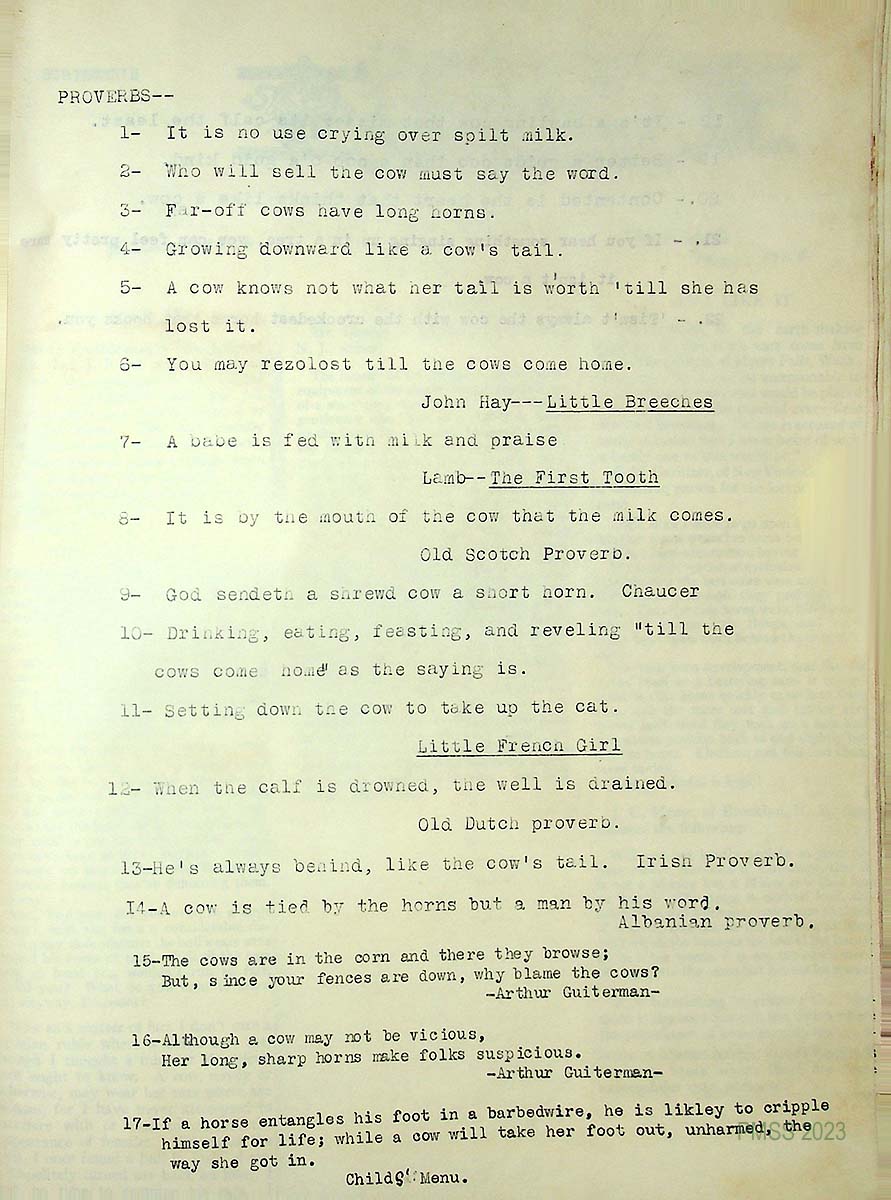 PROVERBS--
1- It is no use crying over spilt milk.
2- Who will sell the cow must say the word.
3- Far-off cows have long horns.
4- Growing downward like a cow's tail.
5- A cow knows not what her tail is worth 'till she has
lost it.
6- You may rezolost till the cows come home.
John Hay---Little Breeches
7- A babe is fed with milk and praise
Lamb--The First Tooth
8- It is by the mouth of the cow that the milk comes.
Old Scotch Proverb.
9- God sendeth a shrewd cow a short horn. Chaucer
10- Drinking, eating, feasting, and reveling "till the
cows come home" as the saying is.
11- Setting down the cow to take up the cat.
Little French Girl
12- When the calf is drowned, the well is drained.
Old Dutch proverb.
13-He's always behind, like the cow's tail. Irish Proverb.
14-A cow is tied by the horns but a man by his word.
Albanian proverb.
15-The cows are in the corn and there they browse;
But, since your fences are down, why blame the cows?
-Arthur Guiterman-
16-Although a cow may not be vicious,
Her long, sharp horns make folks suspicious.
-Arthur Guiterman-
17-If a horse entangles his foot in a barbedwire, he is likley to cripple
himself for life; while a cow will take her foot out, unharmed, the
way she got in.
Childs' Menu.
PMSS 2023